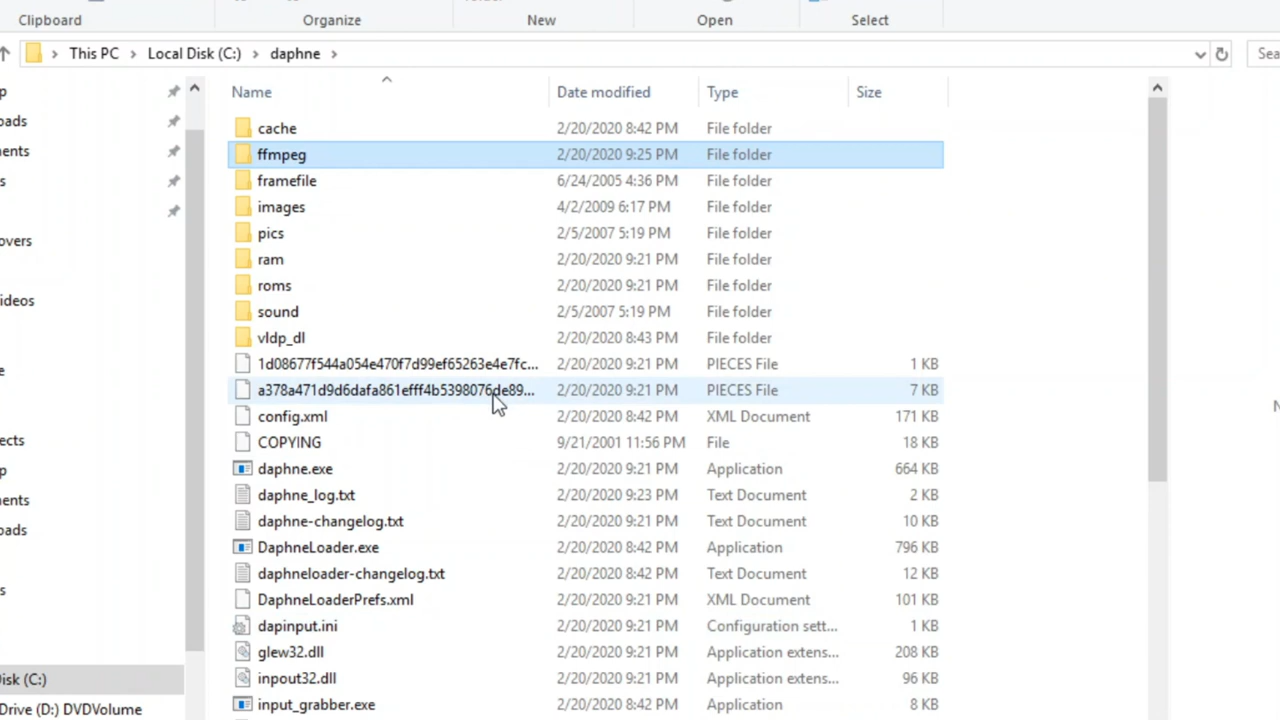 Clipboard Organize New Open Select
This PC Local Disk (C:) daphne Sea
Name Date modified Type Size
cache 2/20/2020 8:42 PM File folder
oads ffmpeg 2/20/2020 9:25 PM File folder
ents framefile 6/24/2005 4:36 PM File folder
s images 4/2/2009 6:17 PM File folder
overs pics 2/5/2007 5:19 PM File folder
ram 2/20/2020 9:21 PM File folder
ideos roms 2/20/2020 9:21 PM File folder
sound 2/5/2007 5:19 PM File folder
vldp_dl 2/20/2020 8:43 PM File folder
e 1d08677f544a054e470f7d99ef65263e4e7fc... 2/20/2020 9:21 PM PIECES File 1 KB
a378a471d9d6dafa861efff4b5398076de89... 2/20/2020 9:21 PM PIECES File 7 KB
config.xml 2/20/2020 8:42 PM XML Document 171 KB
ects COPYING 9/21/2001 11:56 PM File 18 KB
p daphne.exe 2/20/2020 9:21 PM Application 664 KB
ents daphne_log.txt 2/20/2020 9:23 PM Text Document 2 KB
oads daphne-changelog.txt 2/20/2020 9:21 PM Text Document 10 KB
DaphneLoader.exe 2/20/2020 8:42 PM Application 796 KB
s daphneloader-changelog.txt 2/20/2020 8:42 PM Text Document 12 KB
DaphneLoaderPrefs.xml 2/20/2020 9:21 PM XML Document 101 KB
dapinput.ini 2/20/2020 9:21 PM Configuration sett... 1 KB
glew32.dll 2/20/2020 9:21 PM Application extens... 208 KB
isk (C:) inpout32.dll 2/20/2020 9:21 PM Application extens... 96 KB
Drive (D:) DVDVolume input_grabber.exe 2/20/2020 9:21 PM Application 8 KB